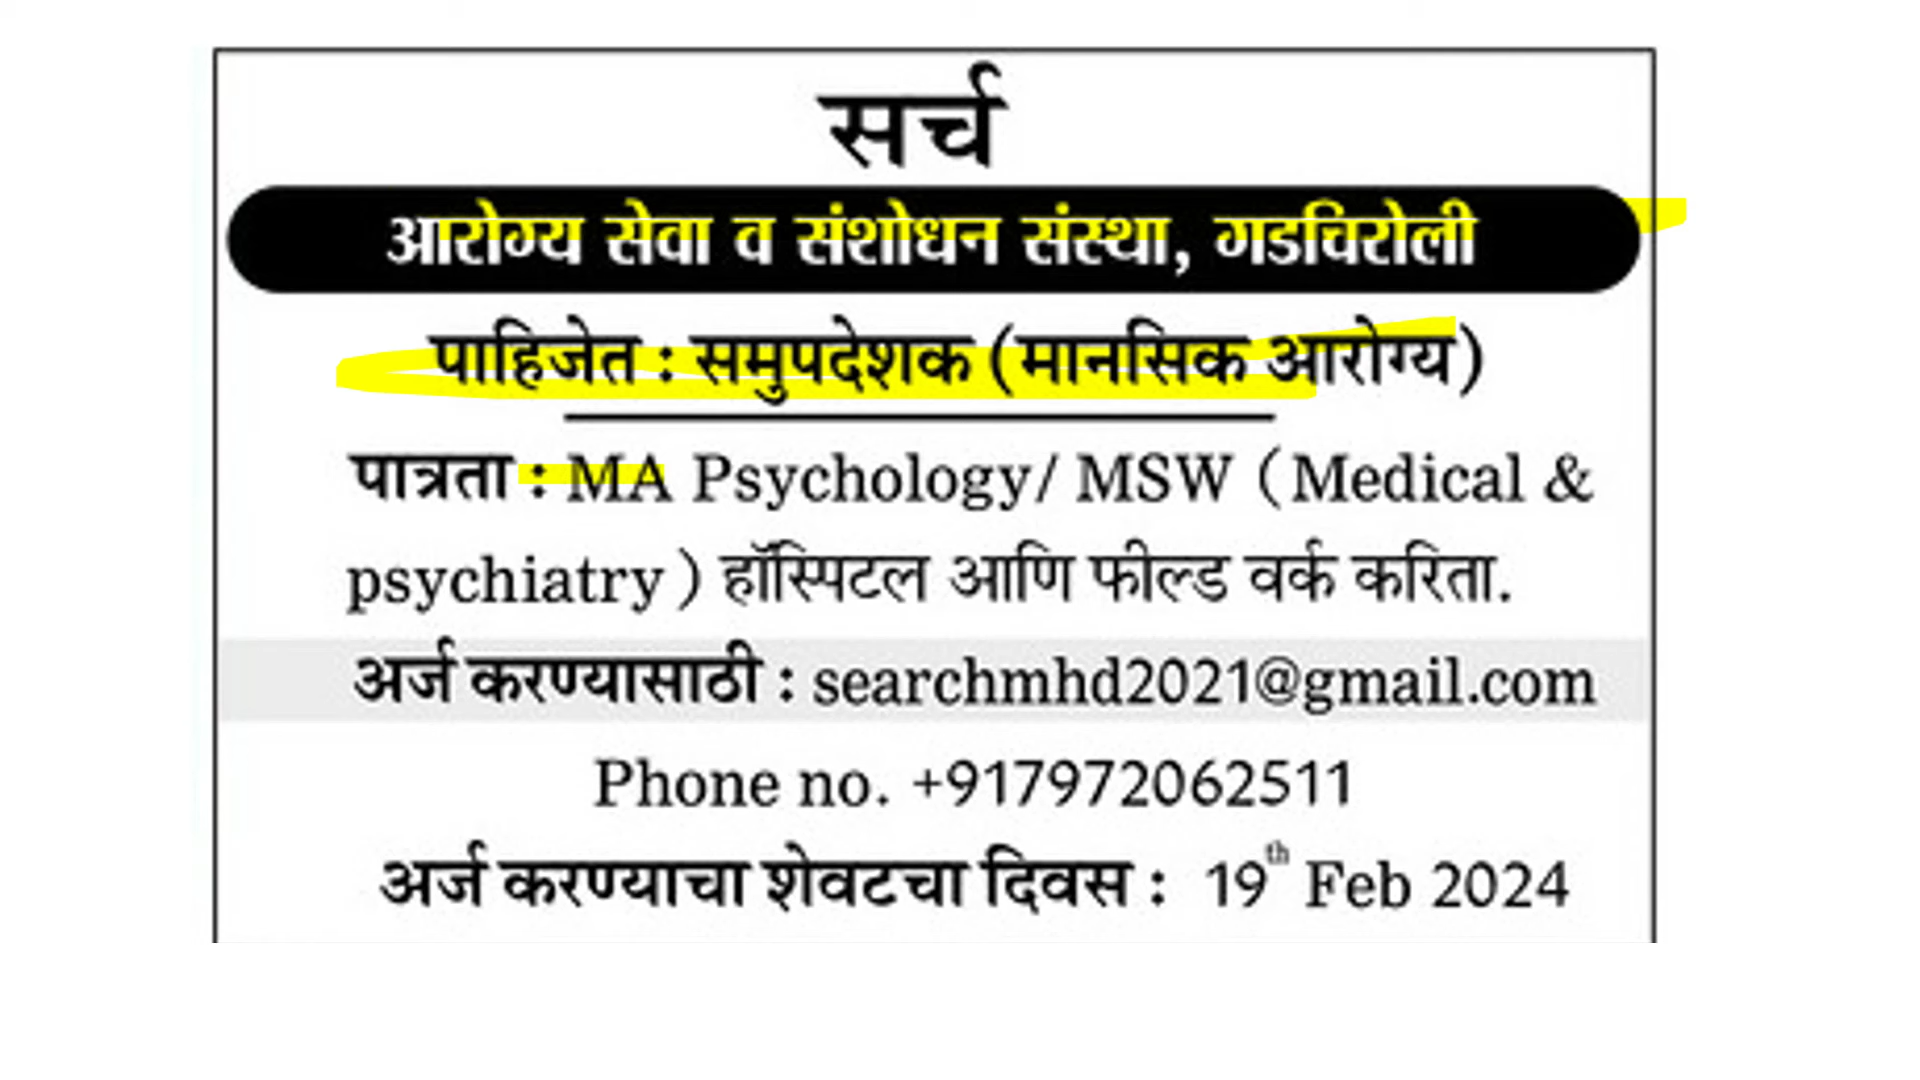 सर्च
आरोग्य सेवा व संशोधन संस्था, गडचिरोली
पाहिजेत : समुपदेशक (मानसिक आरोग्य)
पात्रता : MA Psychology/ MSW (Medical &
psychiatry) हॉस्पिटल आणि फील्ड वर्क करिता.
अर्ज करण्यासाठी : searchmhd2021@gmail.com
Phone no. +917972062511
अर्ज करण्याचा शेवटचा दिवस : 19th Feb 2024